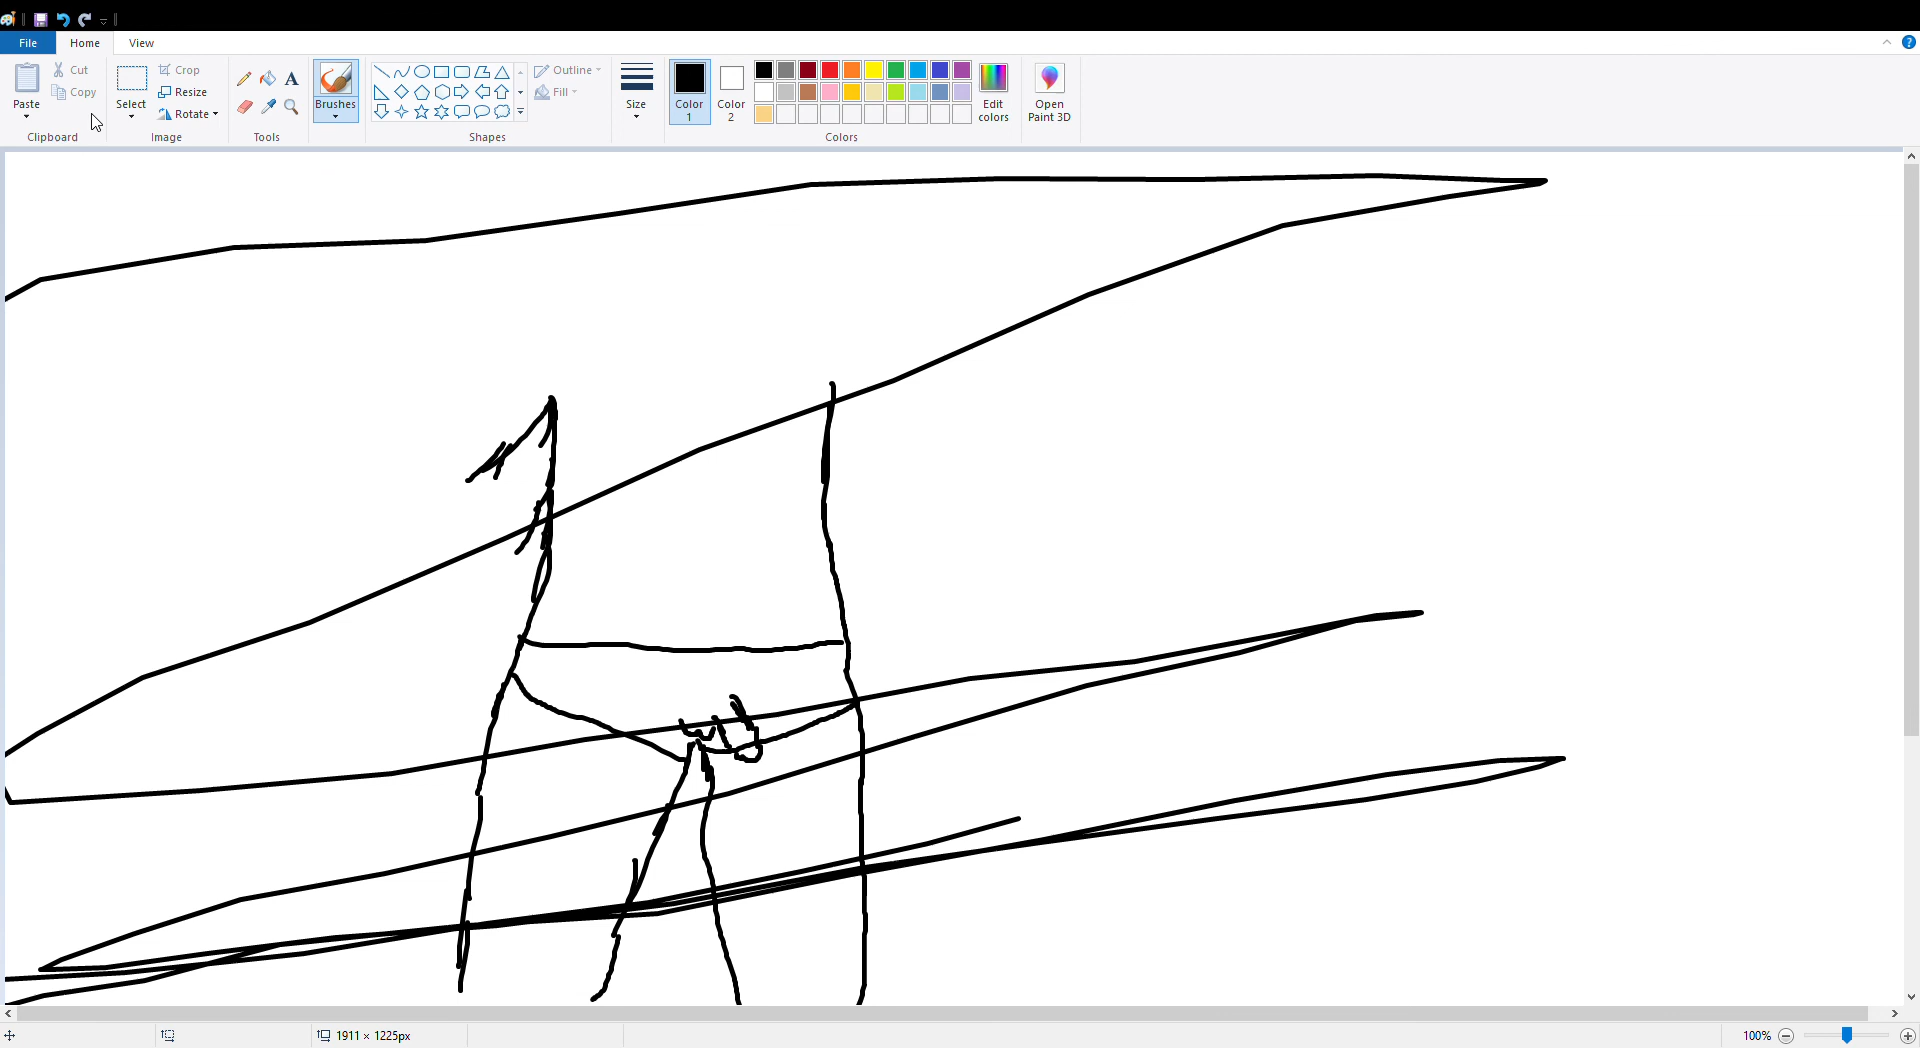 File Home View
Paste Cut Copy Select Crop Resize Rotate A Brushes Outline Fill Size Color 1 Color 2 Edit colors Open Paint 3D
Clipboard Image Tools Shapes Colors
1911 × 1225px 100%